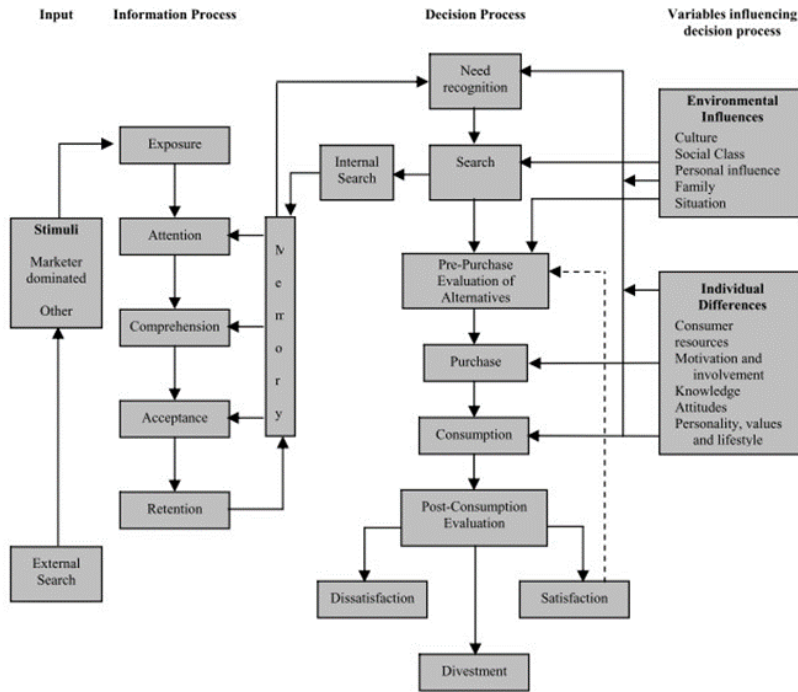 Input
Information Process
Decision Process
Variables influencing
decision process
Need
recognition
Environmental
Influences
Culture
Social Class
Personal influence
Family
Situation
Exposure
Internal
Search
Search
Stimuli
Marketer
dominated
Other
Attention
M
e
m
o
r
y
Pre-Purchase
Evaluation of
Alternatives
Individual
Differences
Consumer
resources
Motivation and
involvement
Knowledge
Attitudes
Personality, values
and lifestyle
Comprehension
Purchase
Acceptance
Consumption
Retention
Post-Consumption
Evaluation
External
Search
Dissatisfaction
Satisfaction
Divestment